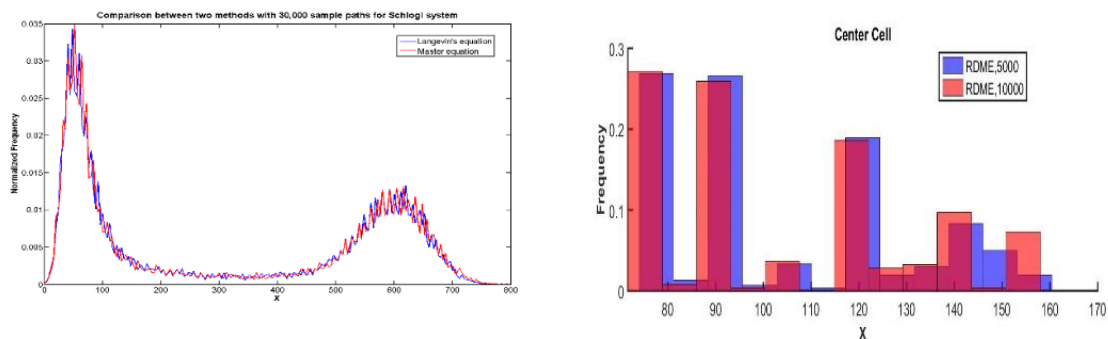 Comparison between two methods with 30,000 sample paths for Schlogl system
Langevin's equation
Master equation
Normalized Frequency
0.035
0.03
0.025
0.02
0.015
0.01
0.005
0
0 100 200 300 400 500 600 700 800
x
Center Cell
RDME,5000
RDME,10000
Frequency
0.3
0.2
0.1
0
80 90 100 110 120 130 140 150 160 170
X